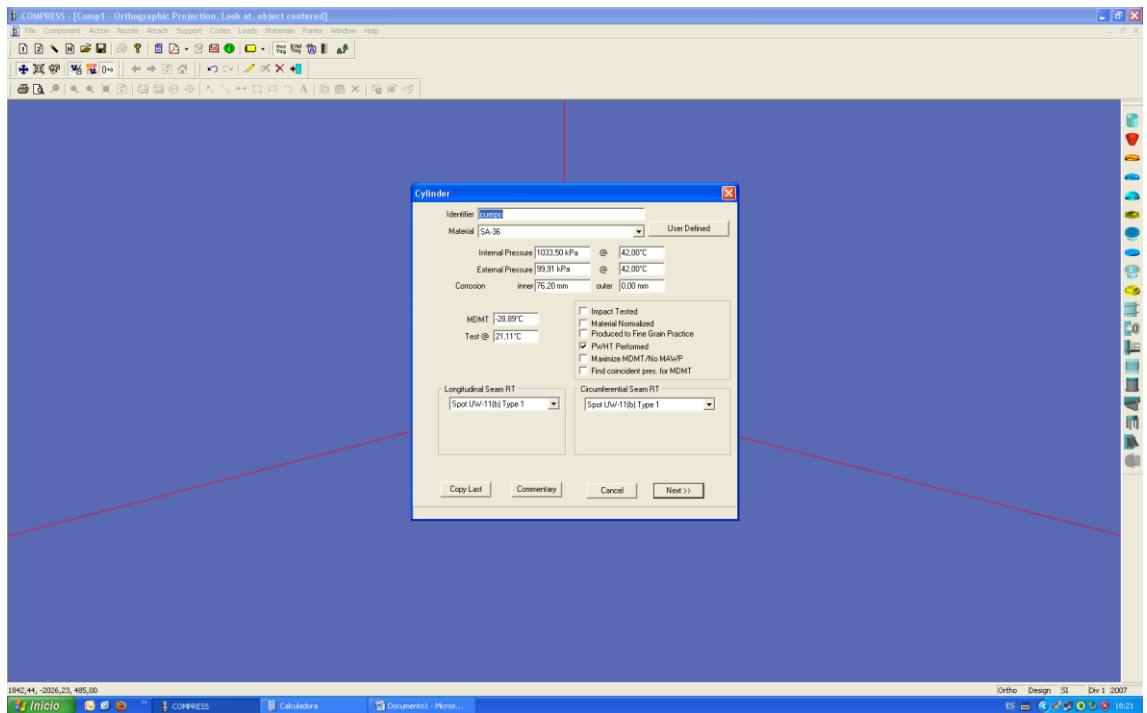 COMPRESS - [Comp1 - Orthographic Projection, Look at, object centered]
File Component Action Nozzle Attach Support Codes Loads Materials Forms Window Help
Cylinder
Identifier cuerpo
Material SA-36 User Defined
Internal Pressure 1033,50 kPa @ 42,00°C
External Pressure 99,91 kPa @ 42,00°C
Corrosion inner 76,20 mm outer 0,00 mm
MDMT -28,89°C
Test @ 21,11°C
Impact Tested
Material Normalized
Produced to Fine Grain Practice
PWHT Performed
Maximize MDMT/No MAWP
Find coincident pres. for MDMT
Longitudinal Seam RT
Spot UW-11(b) Type 1
Circumferential Seam RT
Spot UW-11(b) Type 1
Copy Last Commentary Cancel Next >>
1842,44, -2026,23, 485,00 Ortho Design SI Div 1 2007
Inicio COMPRESS Calculadora Documento1 - Micros... ES 18:21